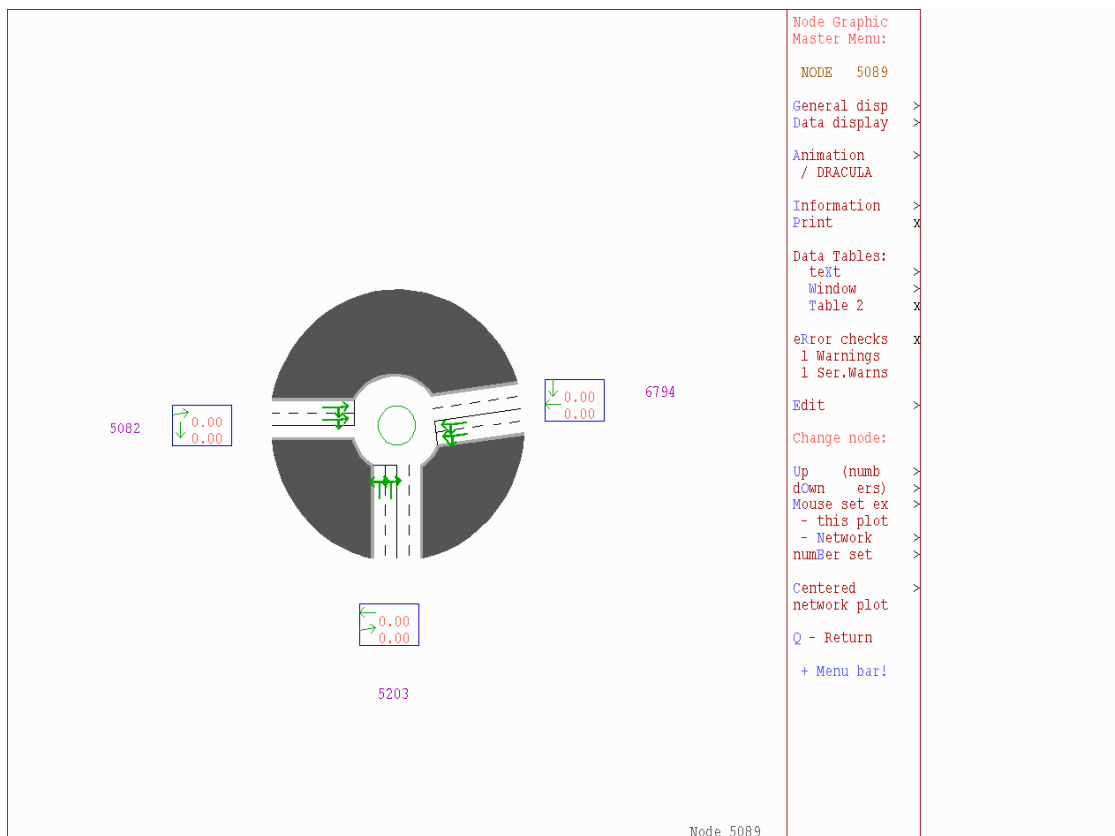 Node Graphic
Master Menu:
NODE 5089
General disp >
Data display >
Animation >
/ DRACULA
Information >
Print x
Data Tables:
teXt >
Window >
Table 2 x
eRror checks x
1 Warnings
1 Ser.Warns
Edit >
Change node:
Up (numb >
dOwn ers) >
Mouse set ex >
- this plot
- Network >
numBer set >
Centered >
network plot
Q - Return
+ Menu bar!
6794
0.00
0.00
5082
0.00
0.00
0.00
0.00
5203
Node 5089